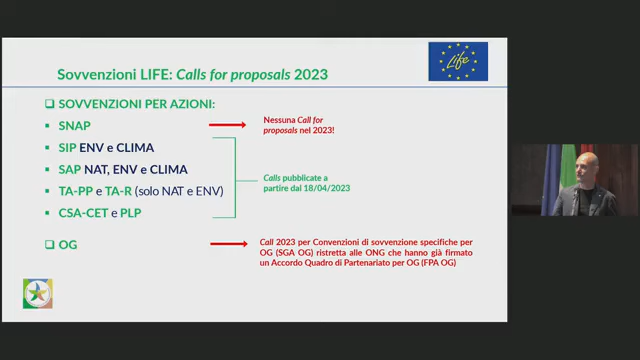 Sovvenzioni LIFE: Calls for proposals 2023
Life
SOVVENZIONI PER AZIONI:
SNAP
Nessuna Call for
proposals nel 2023!
SIP ENV e CLIMA
SAP NAT, ENV e CLIMA
Calls pubblicate a
partire dal 18/04/2023
TA-PP e TA-R (solo NAT e ENV)
CSA-CET e PLP
OG
Call 2023 per Convenzioni di sovvenzione specifiche per
OG (SGA OG) ristretta alle ONG che hanno già firmato
un Accordo Quadro di Partenariato per OG (FPA OG)